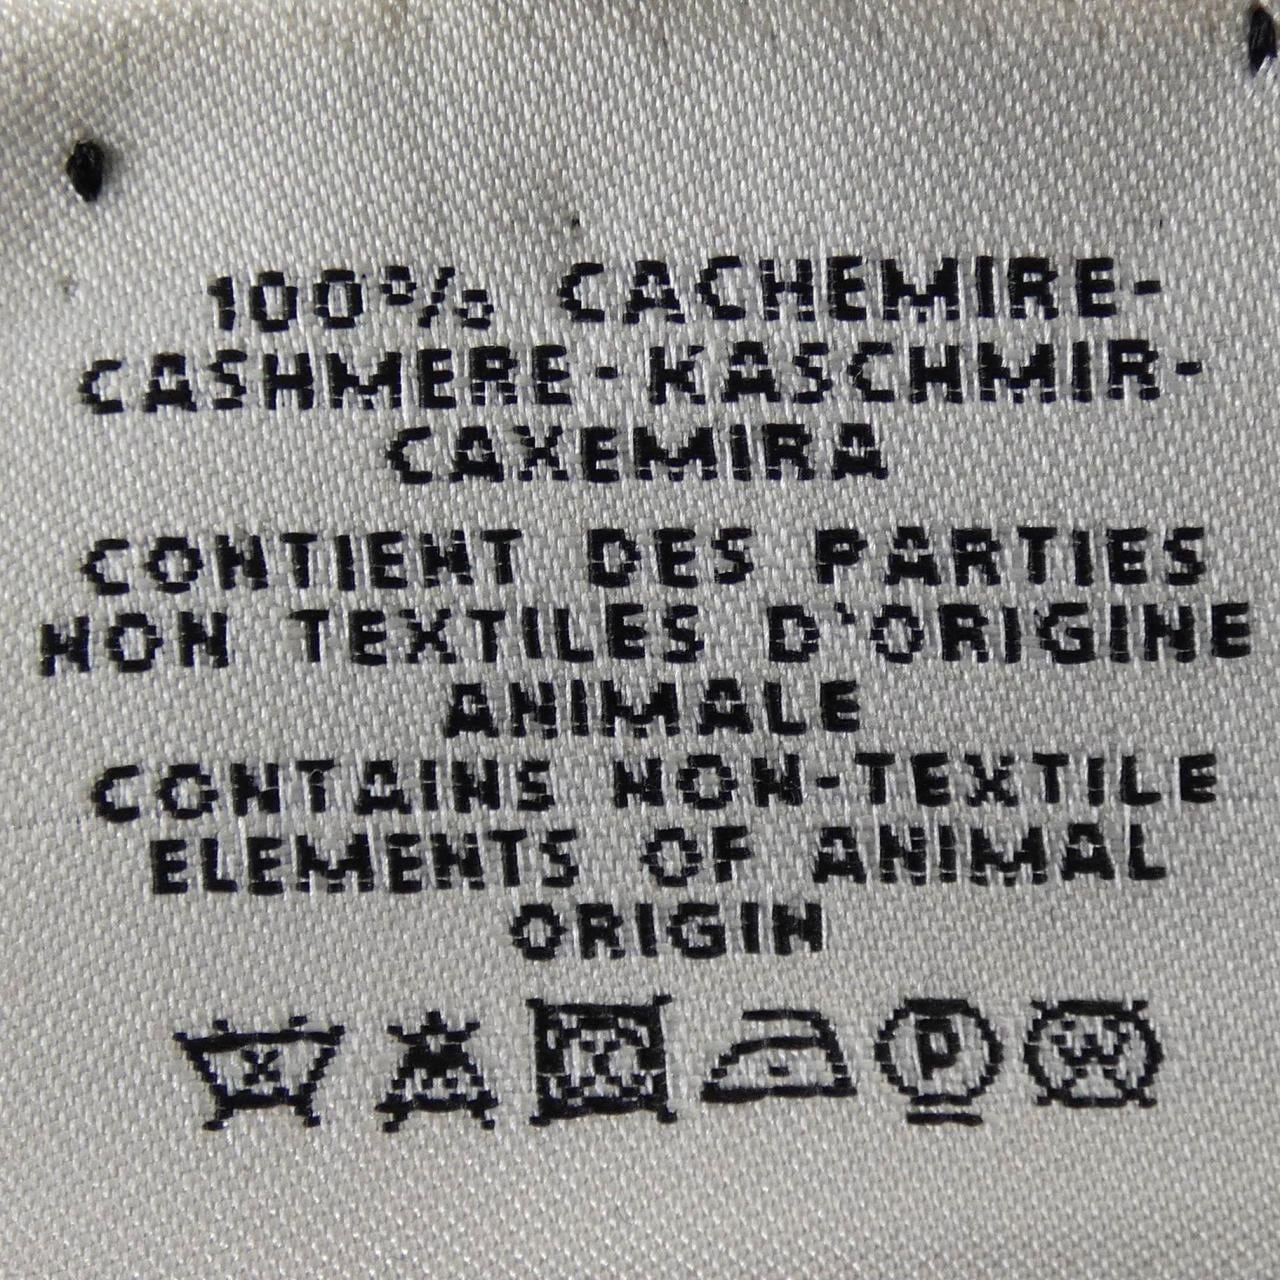 100% CACHEMIRE-
CASHMERE-KASCHMIR-
CAXEMIRA
CONTIENT DES PARTIES
NON TEXTILES D'ORIGINE
ANIMALE
CONTAINS NON-TEXTILE
ELEMENTS OF ANIMAL
ORIGIN
P W